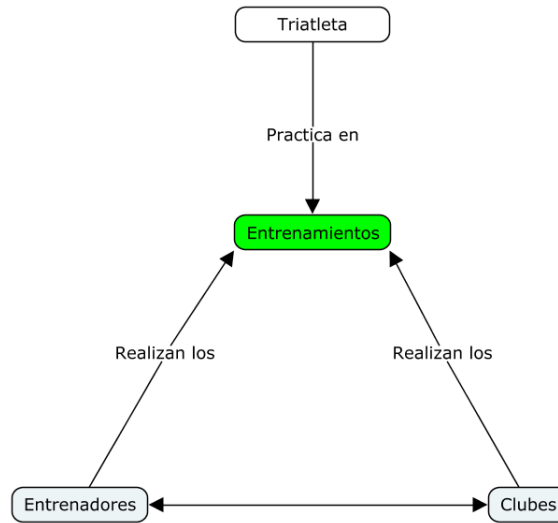 Triatleta
Practica en
Entrenamientos
Realizan los
Realizan los
Entrenadores
Clubes